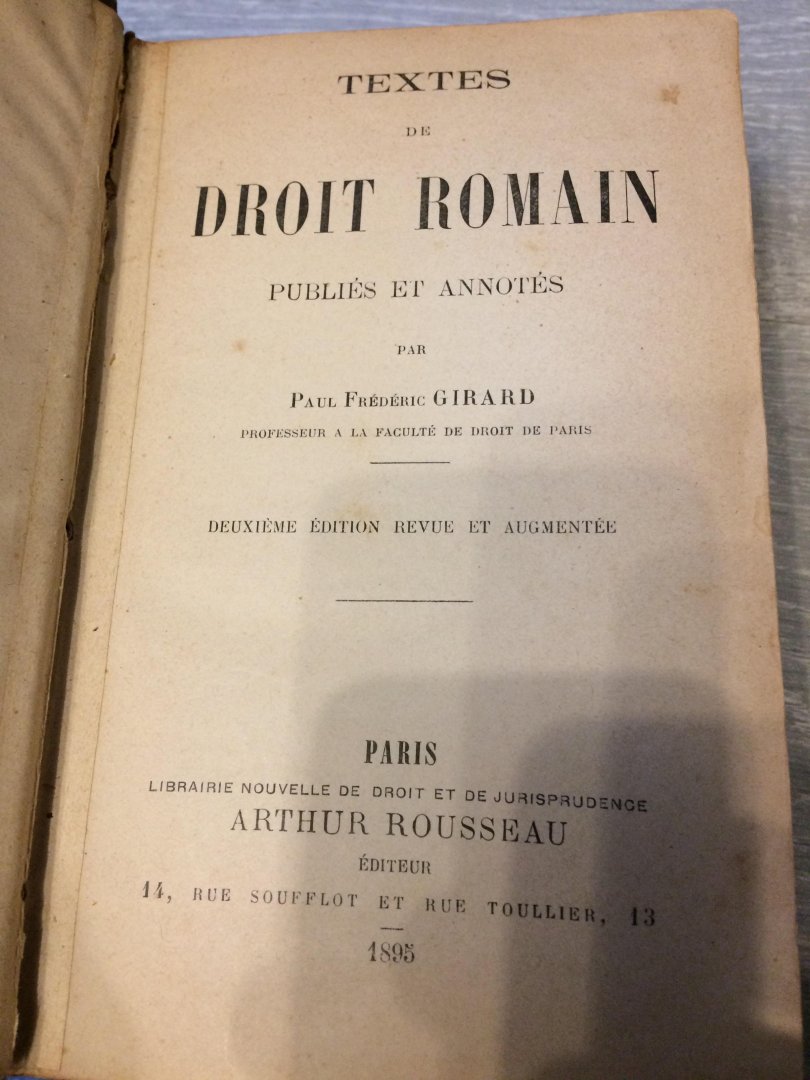 TEXTES
DE
DROIT ROMAIN
PUBLIÉS ET ANNOTÉS
PAR
PAUL FRÉDÉRIC GIRARD
PROFESSEUR A LA FACULTÉ DE DROIT DE PARIS
DEUXIÈME ÉDITION REVUE ET AUGMENTÉE
PARIS
LIBRAIRIE NOUVELLE DE DROIT ET DE JURISPRUDENCE
ARTHUR ROUSSEAU
ÉDITEUR
14, RUE SOUFFLOT ET RUE TOULLIER, 13
1895